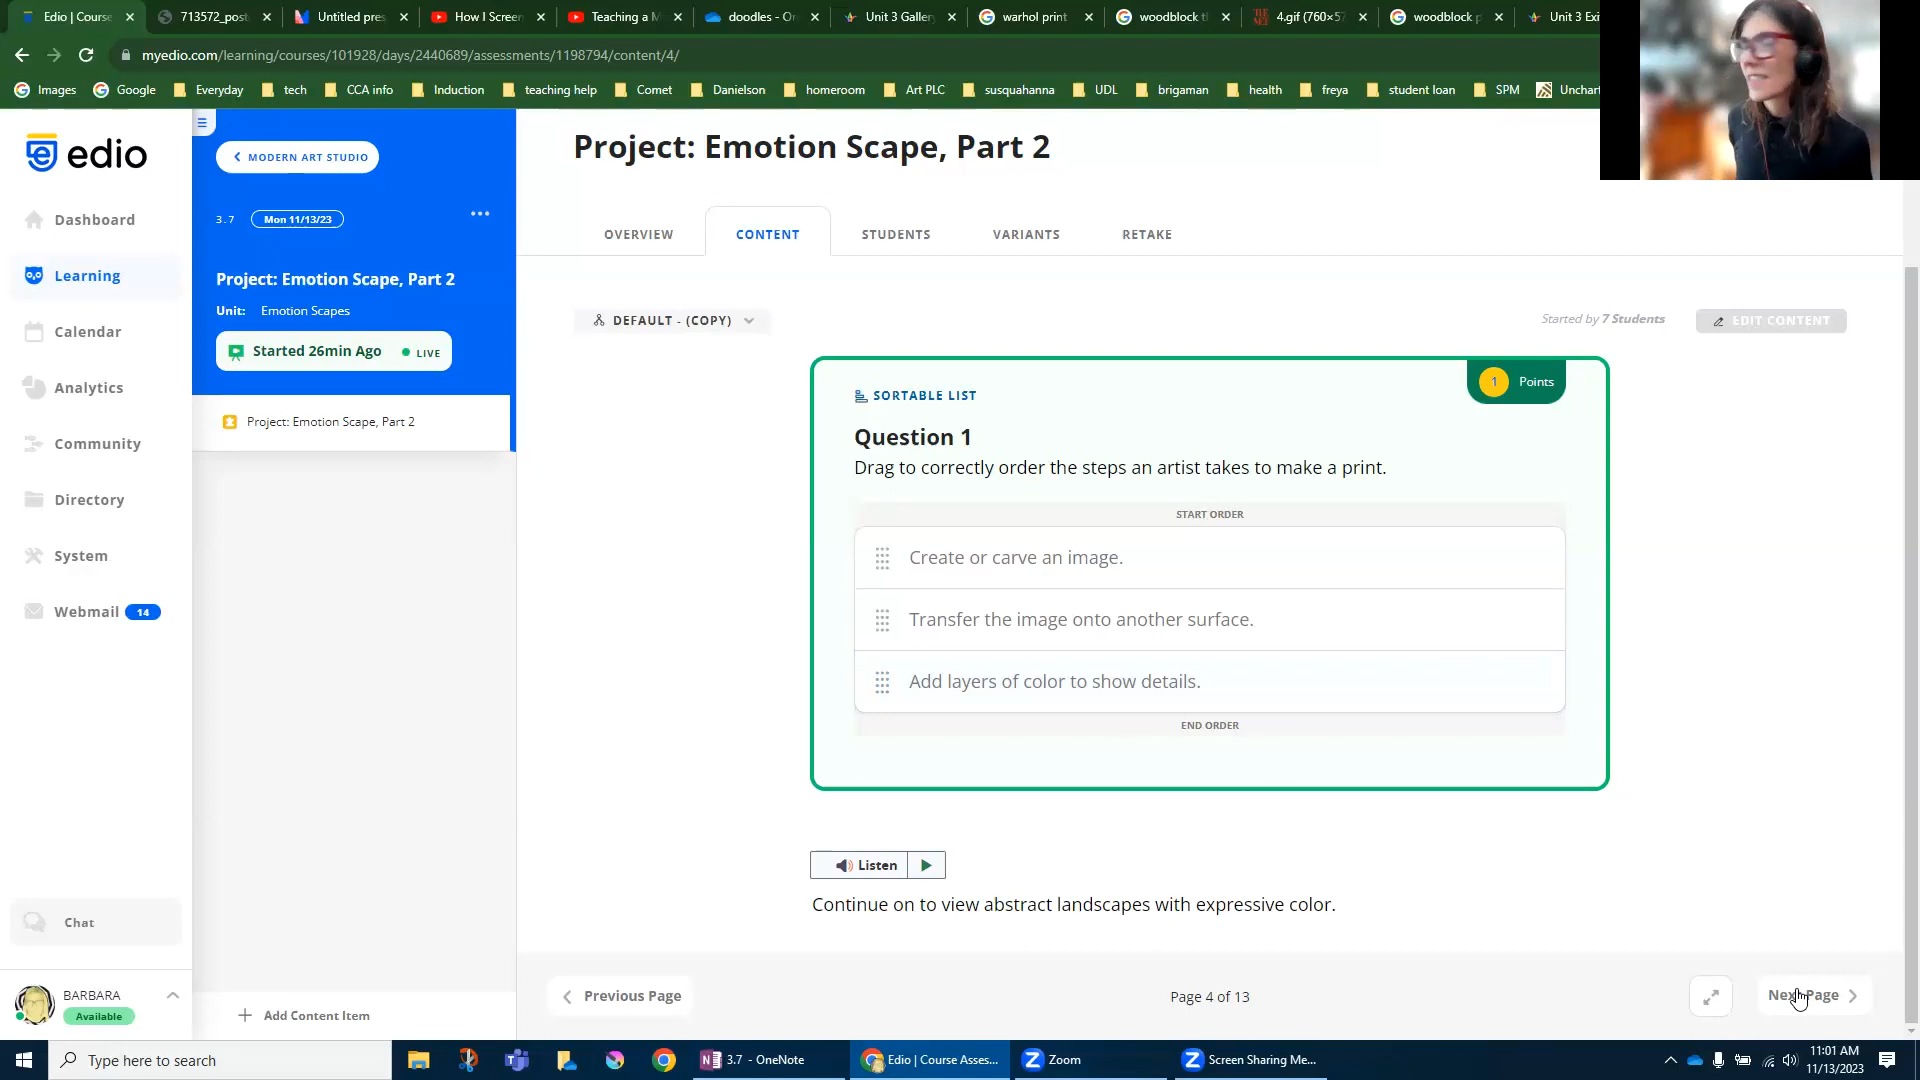 Edio | Course
713572_post
Untitled pres
How I Screen
Teaching a M
doodles - On
Unit 3 Gallery
warhol print
woodblock th
4.gif (760×57
woodblock p
Unit 3 Exi
myedio.com/learning/courses/101928/days/2440689/assessments/1198794/content/4/
Images
Google
Everyday
tech
CCA info
Induction
teaching help
Comet
Danielson
homeroom
Art PLC
susquahanna
UDL
brigaman
health
freya
student loan
SPM
Unchart
edio
Dashboard
Learning
Calendar
Analytics
Community
Directory
System
Webmail 14
Chat
BARBARA
Available
MODERN ART STUDIO
3.7 Mon 11/13/23
Project: Emotion Scape, Part 2
Unit: Emotion Scapes
Started 26min Ago LIVE
Project: Emotion Scape, Part 2
Add Content Item
Project: Emotion Scape, Part 2
OVERVIEW
CONTENT
STUDENTS
VARIANTS
RETAKE
DEFAULT - (COPY)
Started by 7 Students
EDIT CONTENT
SORTABLE LIST
1 Points
Question 1
Drag to correctly order the steps an artist takes to make a print.
START ORDER
Create or carve an image.
Transfer the image onto another surface.
Add layers of color to show details.
END ORDER
Listen
Continue on to view abstract landscapes with expressive color.
Previous Page
Page 4 of 13
Next Page
Type here to search
3.7 - OneNote
Edio | Course Asses...
Zoom
Screen Sharing Me...
11:01 AM
11/13/2023